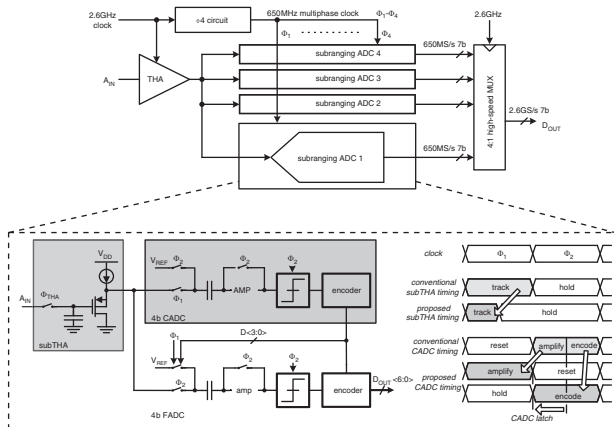 2.6GHz
clock
÷4 circuit
650MHz multiphase clock
Φ1-Φ4
Φ1
Φ4
2.6GHz
AIN
THA
subranging ADC 4
650MS/s 7b
subranging ADC 3
subranging ADC 2
subranging ADC 1
650MS/s 7b
4:1 high-speed MUX
2.6GS/s 7b
DOUT
VDD
ΦTHA
AIN
subTHA
VREF
Φ2
Φ1
Φ2
AMP
Φ2
encoder
4b CADC
D<3:0>
Φ1
VREF
Φ2
Φ2
amp
Φ2
encoder
DOUT <6:0>
4b FADC
clock
Φ1
Φ2
conventional
subTHA timing
track
hold
proposed
subTHA timing
track
hold
conventional
CADC timing
reset
amplify
encode
proposed
CADC timing
amplify
reset
hold
encode
CADC latch